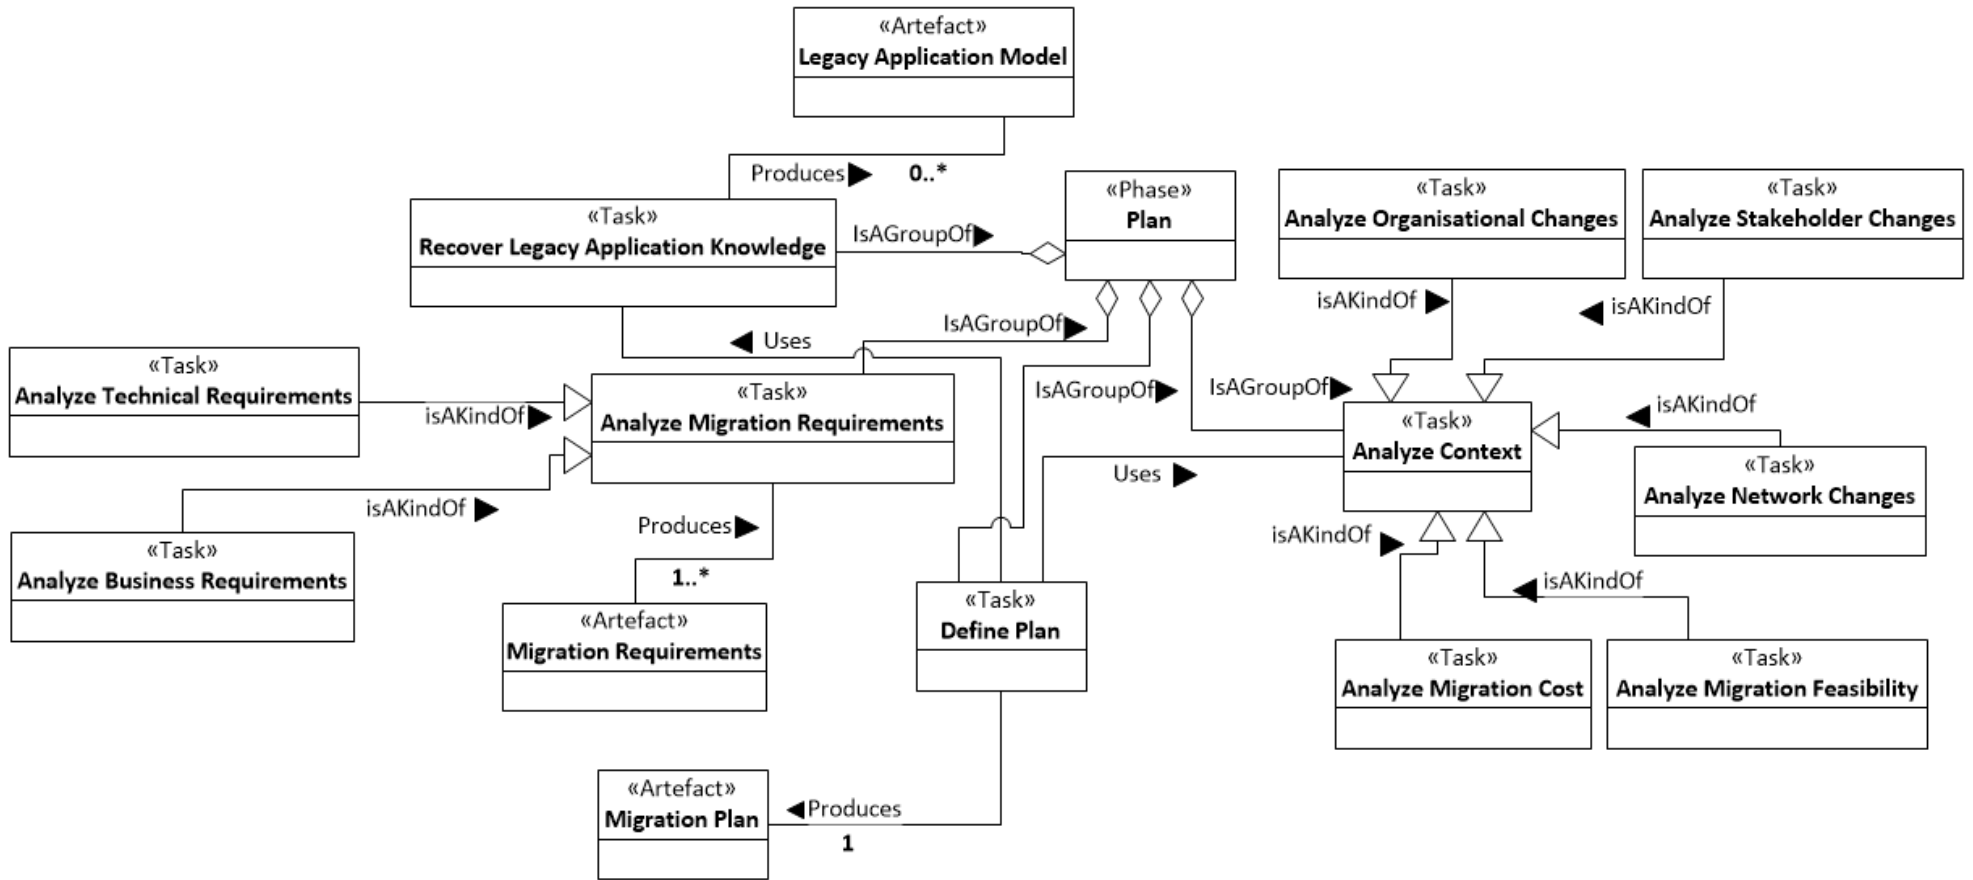 «Artefact»
Legacy Application Model
Produces
0..*
«Task»
Recover Legacy Application Knowledge
IsAGroupOf
«Phase»
Plan
«Task»
Analyze Organisational Changes
«Task»
Analyze Stakeholder Changes
isAKindOf
isAKindOf
IsAGroupOf
Uses
«Task»
Analyze Technical Requirements
isAKindOf
«Task»
Analyze Migration Requirements
IsAGroupOf
IsAGroupOf
«Task»
Analyze Context
isAKindOf
Uses
«Task»
Analyze Network Changes
isAKindOf
«Task»
Analyze Business Requirements
Produces
1..*
isAKindOf
isAKindOf
«Artefact»
Migration Requirements
«Task»
Define Plan
«Task»
Analyze Migration Cost
«Task»
Analyze Migration Feasibility
«Artefact»
Migration Plan
Produces
1